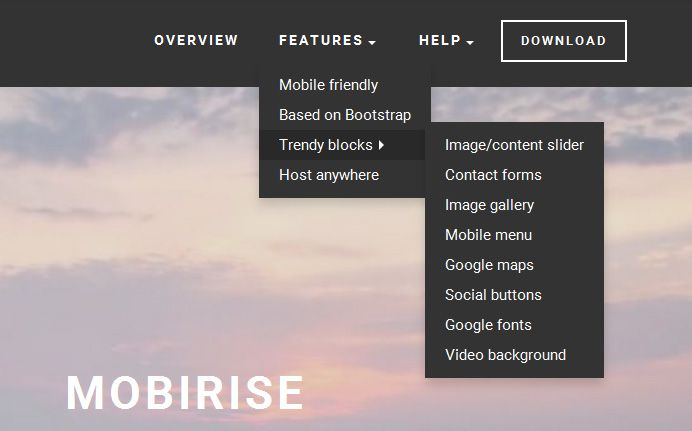 OVERVIEW FEATURES HELP DOWNLOAD
Mobile friendly
Based on Bootstrap
Trendy blocks
Host anywhere
Image/content slider
Contact forms
Image gallery
Mobile menu
Google maps
Social buttons
Google fonts
Video background
MOBIRISE